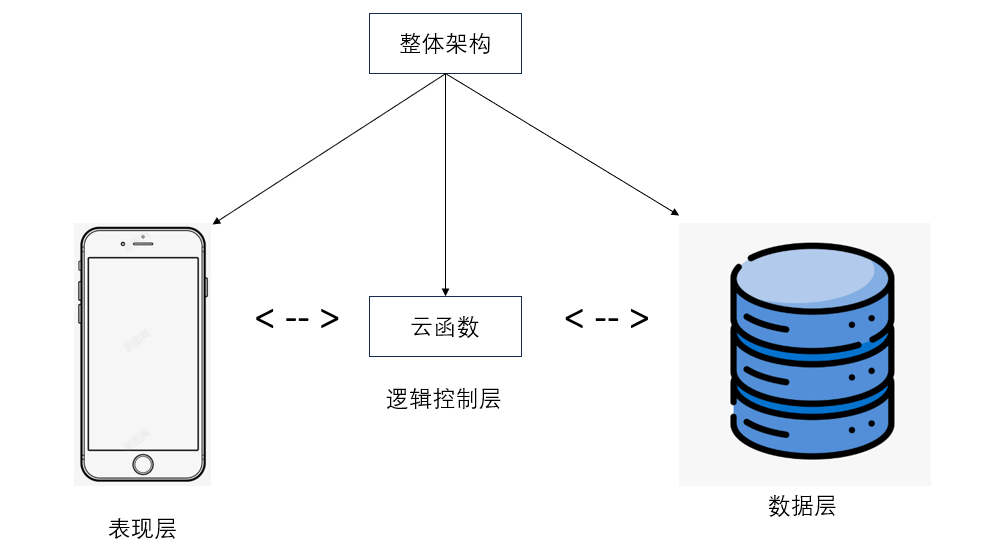 整体架构
< -- >
云函数
< -- >
逻辑控制层
数据层
表现层